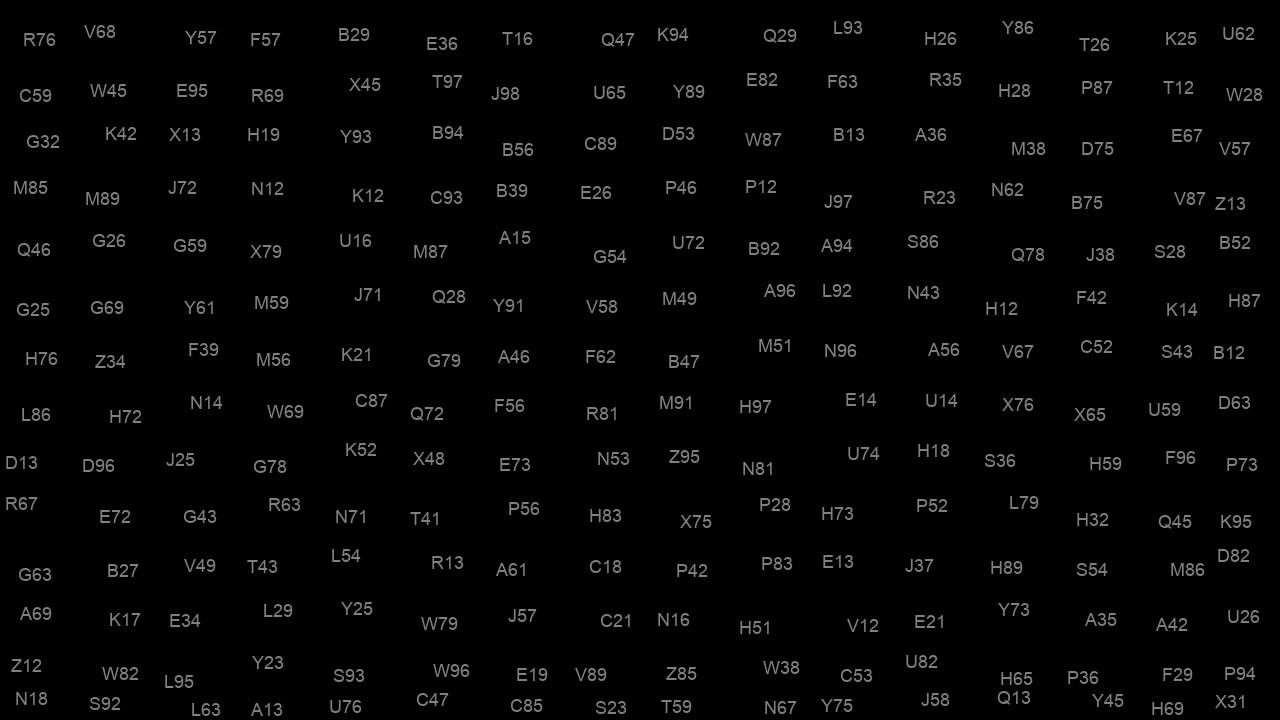 R76 V68 Y57 F57 B29 E36 T16 Q47 K94 Q29 L93 H26 Y86 T26 K25 U62
C59 W45 E95 R69 X45 T97 J98 U65 Y89 E82 F63 R35 H28 P87 T12 W28
G32 K42 X13 H19 Y93 B94 B56 C89 D53 W87 B13 A36 M38 D75 E67 V57
M85 M89 J72 N12 K12 C93 B39 E26 P46 P12 J97 R23 N62 B75 V87 Z13
Q46 G26 G59 X79 U16 M87 A15 G54 U72 B92 A94 S86 Q78 J38 S28 B52
G25 G69 Y61 M59 J71 Q28 Y91 V58 M49 A96 L92 N43 H12 F42 K14 H87
H76 Z34 F39 M56 K21 G79 A46 F62 B47 M51 N96 A56 V67 C52 S43 B12
L86 H72 N14 W69 C87 Q72 F56 R81 M91 H97 E14 U14 X76 X65 U59 D63
D13 D96 J25 G78 K52 X48 E73 N53 Z95 N81 U74 H18 S36 H59 F96 P73
R67 E72 G43 R63 N71 T41 P56 H83 X75 P28 H73 P52 L79 H32 Q45 K95
G63 B27 V49 T43 L54 R13 A61 C18 P42 P83 E13 J37 H89 S54 M86 D82
A69 K17 E34 L29 Y25 W79 J57 C21 N16 H51 V12 E21 Y73 A35 A42 U26
Z12 W82 L95 Y23 S93 W96 E19 V89 Z85 W38 C53 U82 H65 P36 F29 P94
N18 S92 L63 A13 U76 C47 C85 S23 T59 N67 Y75 J58 Q13 Y45 H69 X31